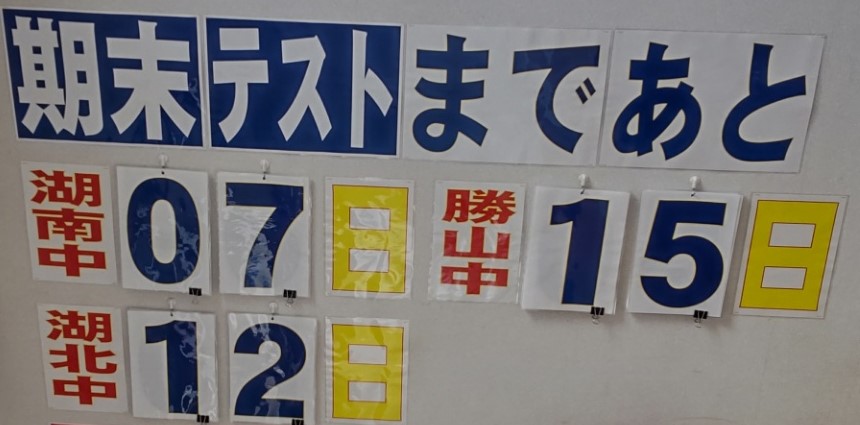 期末テストまであと
湖南中 07日 勝山中 15日
湖北中 12日